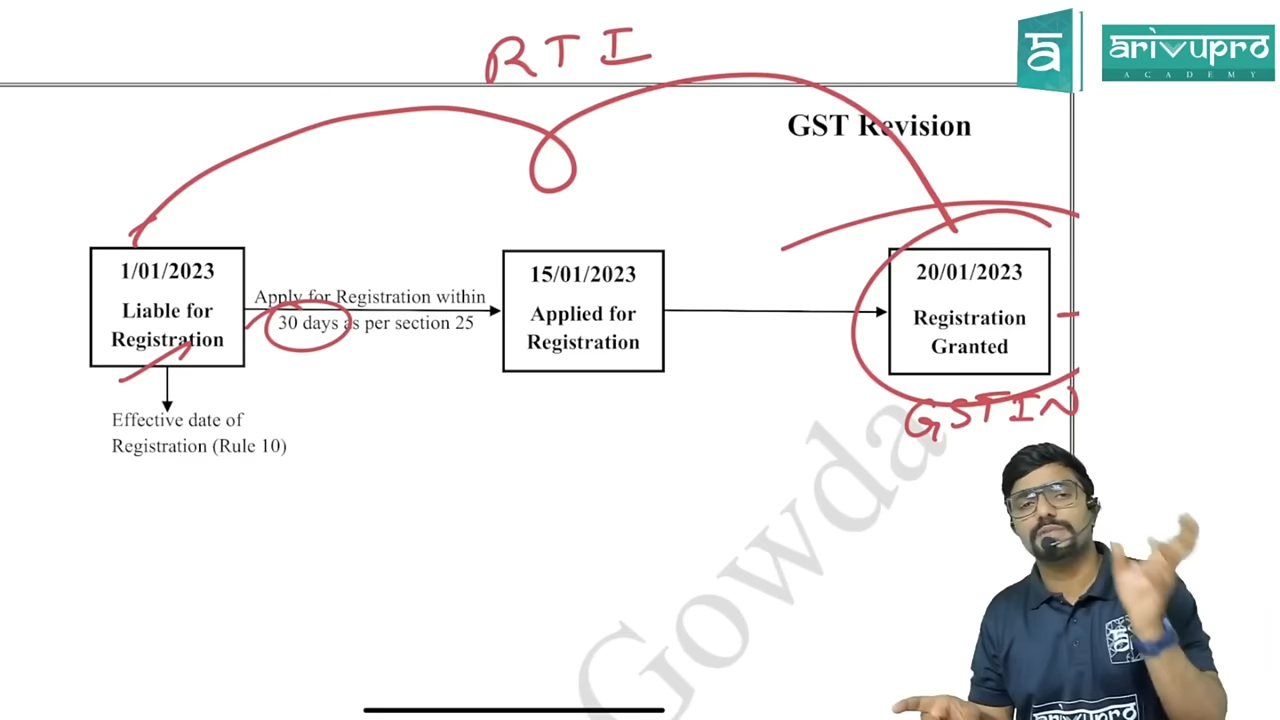 RTI
ā
arivupro
ACADEMY
GST Revision
1/01/2023
Liable for
Registration
Apply for Registration within
30 days as per section 25
15/01/2023
Applied for
Registration
20/01/2023
Registration
Granted
Effective date of
Registration (Rule 10)
GSTIN
Gowda
arivupro